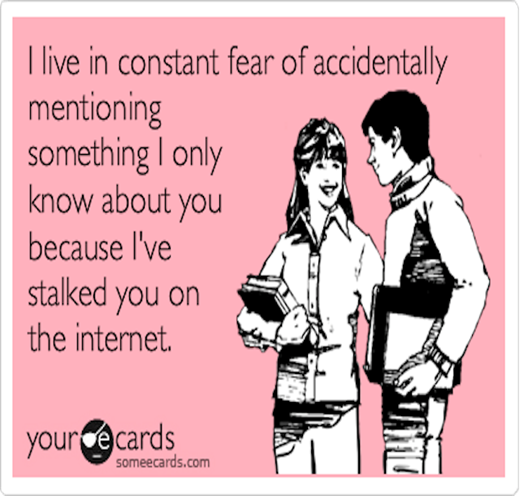 I live in constant fear of accidentally
mentioning
something I only
know about you
because I've
stalked you on
the internet.
your e cards
someecards.com